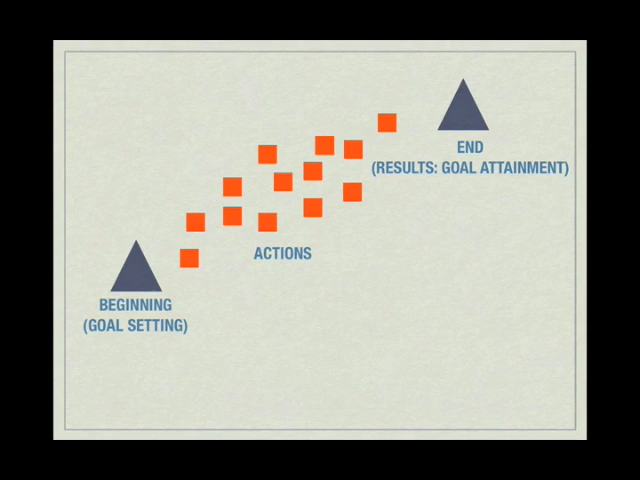 END
(RESULTS: GOAL ATTAINMENT)
ACTIONS
BEGINNING
(GOAL SETTING)